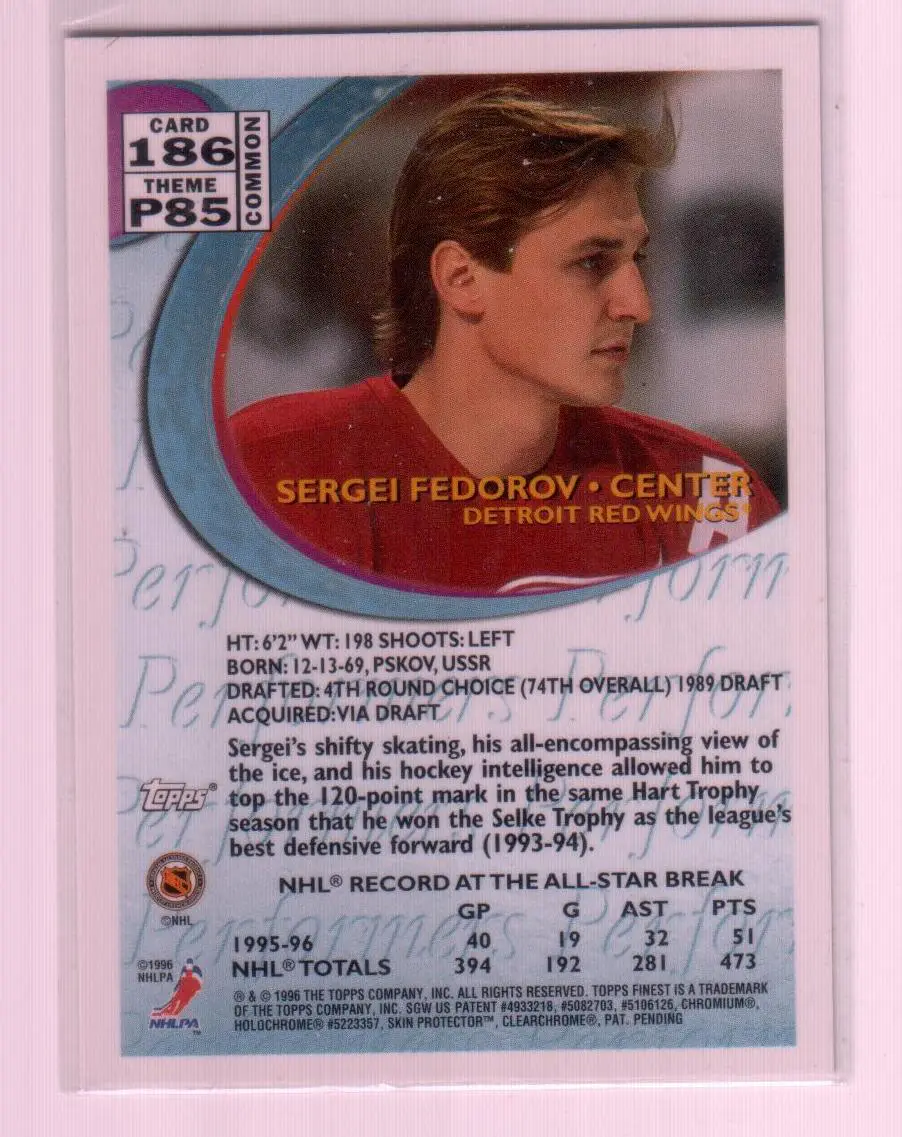 CARD
186
THEME
P85
COMMON
SERGEI FEDOROV • CENTER
DETROIT RED WINGS®
HT: 6'2" WT: 198 SHOOTS: LEFT
BORN: 12-13-69, PSKOV, USSR
DRAFTED: 4TH ROUND CHOICE (74TH OVERALL) 1989 DRAFT
ACQUIRED: VIA DRAFT
Sergei's shifty skating, his all-encompassing view of
the ice, and his hockey intelligence allowed him to
top the 120-point mark in the same Hart Trophy
season that he won the Selke Trophy as the league's
best defensive forward (1993-94).
Topps®
NHL® RECORD AT THE ALL-STAR BREAK
GP G AST PTS
1995-96 40 19 32 51
NHL® TOTALS 394 192 281 473
©NHL
©1996
NHLPA
NHLPA™
® & © 1996 THE TOPPS COMPANY, INC. ALL RIGHTS RESERVED. TOPPS FINEST IS A TRADEMARK
OF THE TOPPS COMPANY, INC. SGW US PATENT #4933218, #5082703, #5106126, CHROMIUM®,
HOLOCHROME® #5223357, SKIN PROTECTOR™, CLEARCHROME®, PAT. PENDING
Performers Performers